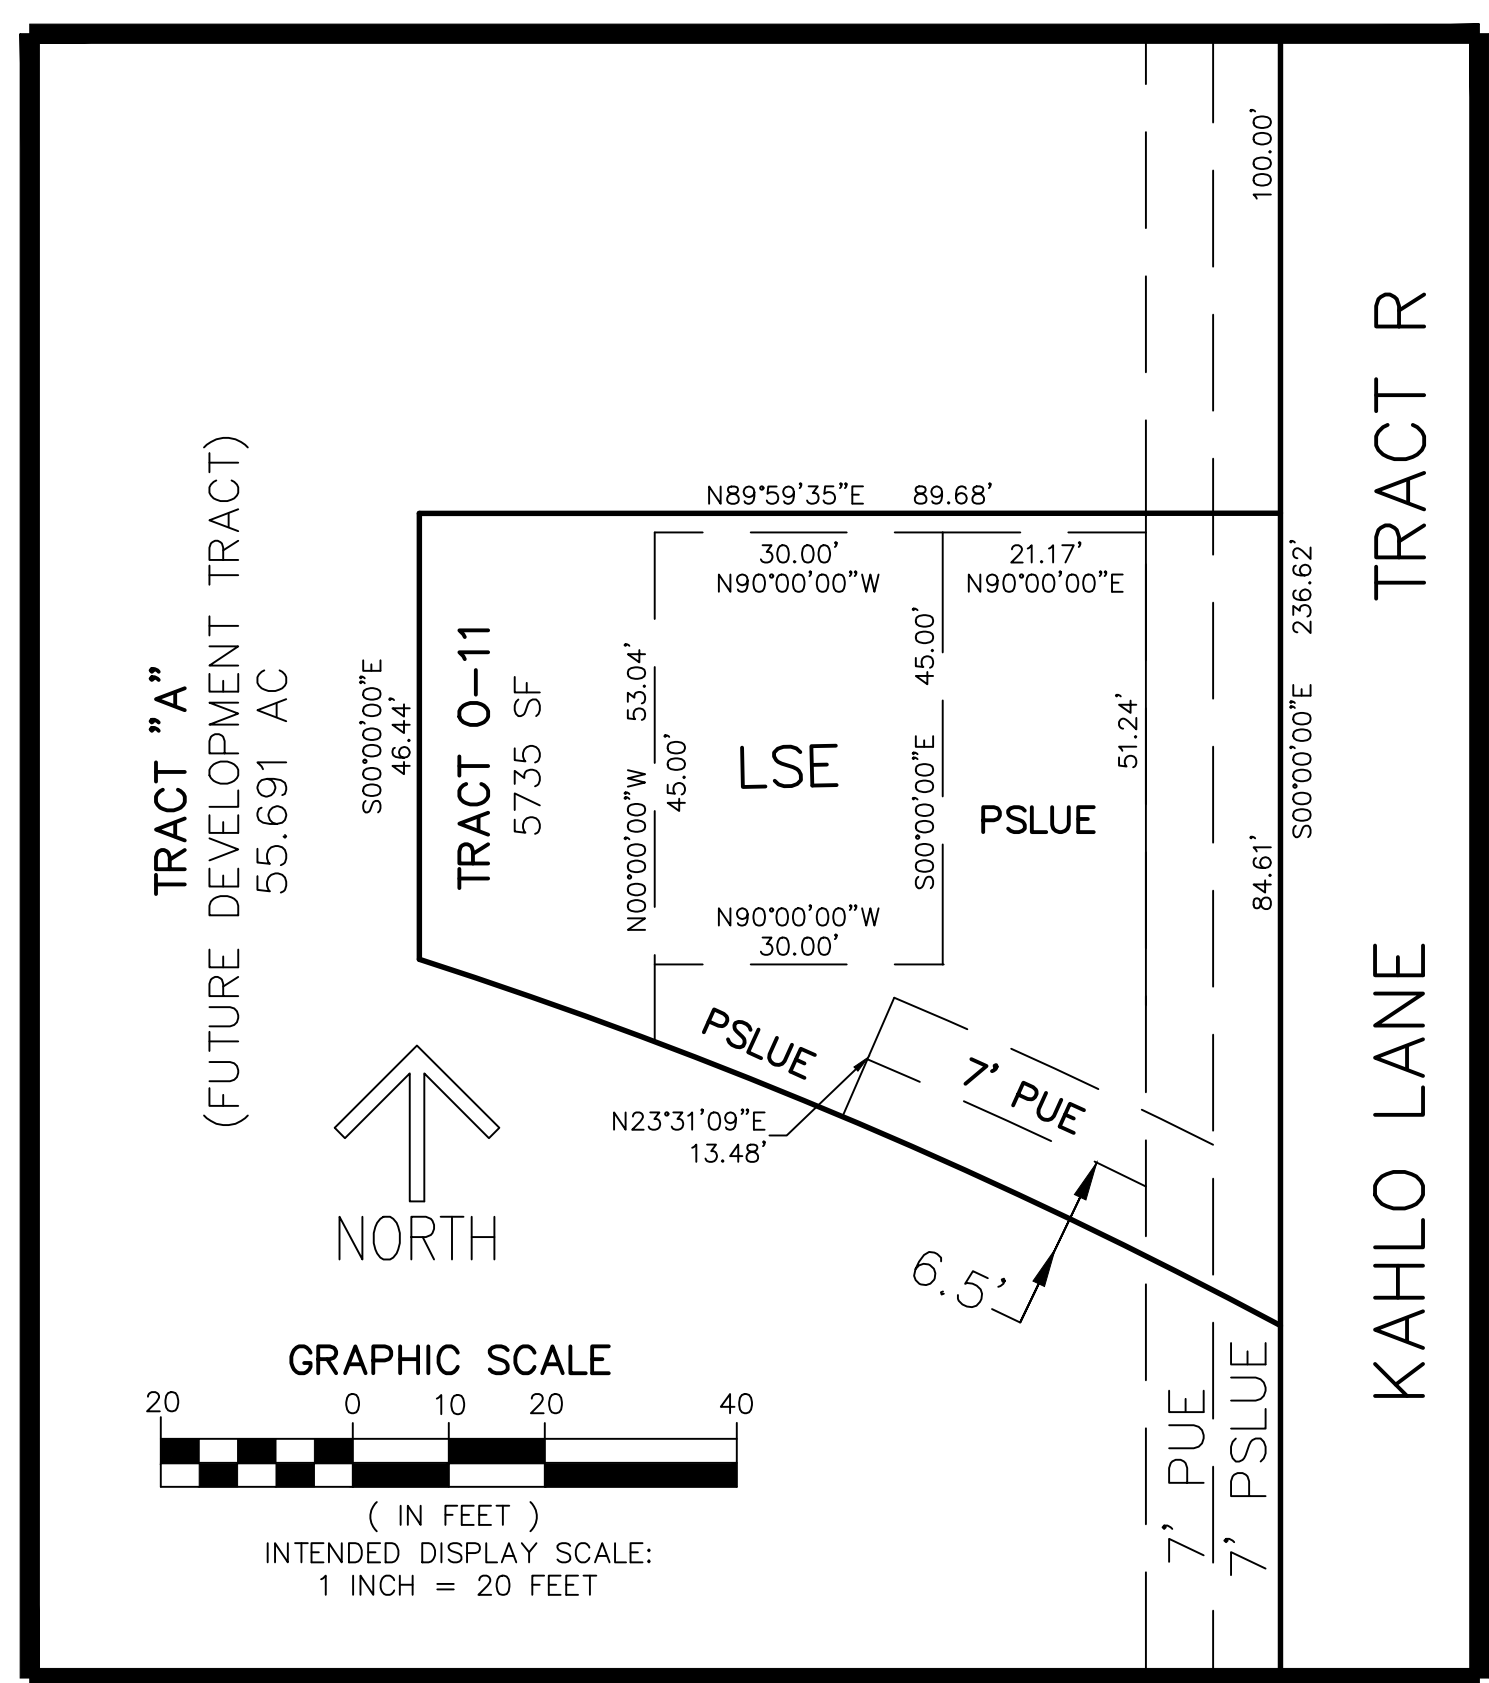 100.00'
TRACT R
KAHLO LANE
N89°59'35"E 89.68'
30.00'
N90°00'00"W
21.17'
N90°00'00"E
236.62'
S00°00'00"E
TRACT "A"
(FUTURE DEVELOPMENT TRACT)
55.691 AC
S00°00'00"E
46.44'
TRACT O-11
5735 SF
N00°00'00"W 53.04'
45.00'
LSE
S00°00'00"E 45.00'
PSLUE
51.24'
84.61'
N90°00'00"W
30.00'
PSLUE
7' PUE
N23°31'09"E
13.48'
6.5'
NORTH
7' PUE
7' PSLUE
GRAPHIC SCALE
20 0 10 20 40
( IN FEET )
INTENDED DISPLAY SCALE:
1 INCH = 20 FEET